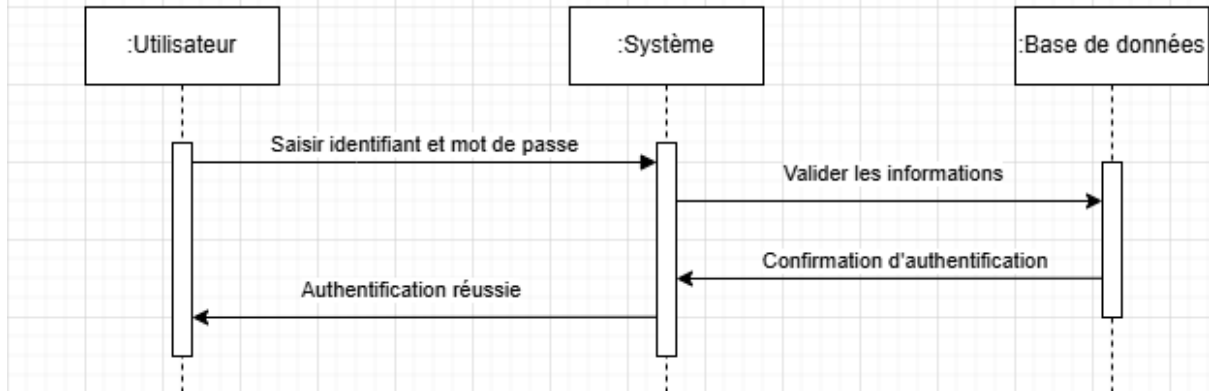 :Utilisateur
:Système
:Base de données
Saisir identifiant et mot de passe
Valider les informations
Confirmation d'authentification
Authentification réussie